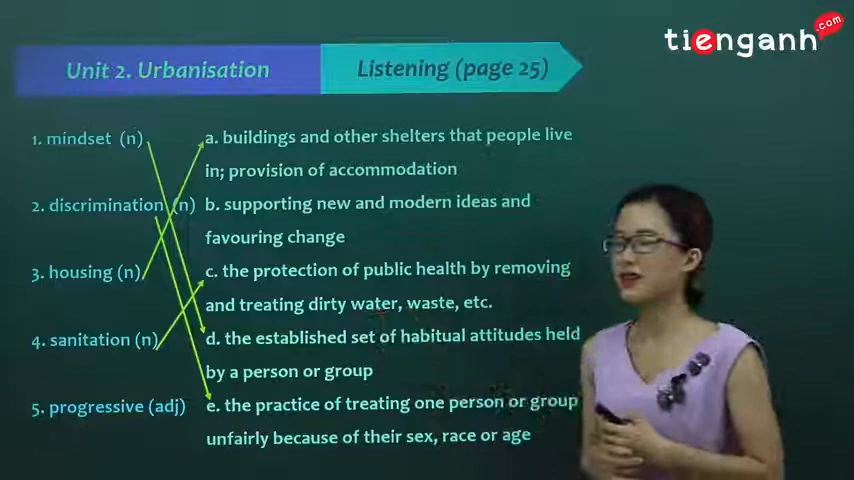 tienganh.com
Unit 2. Urbanisation
Listening (page 25)
1. mindset (n)
a. buildings and other shelters that people live
in; provision of accommodation
2. discrimination (n)
b. supporting new and modern ideas and
favouring change
3. housing (n)
c. the protection of public health by removing
and treating dirty water, waste, etc.
4. sanitation (n)
d. the established set of habitual attitudes held
by a person or group
5. progressive (adj)
e. the practice of treating one person or group
unfairly because of their sex, race or age